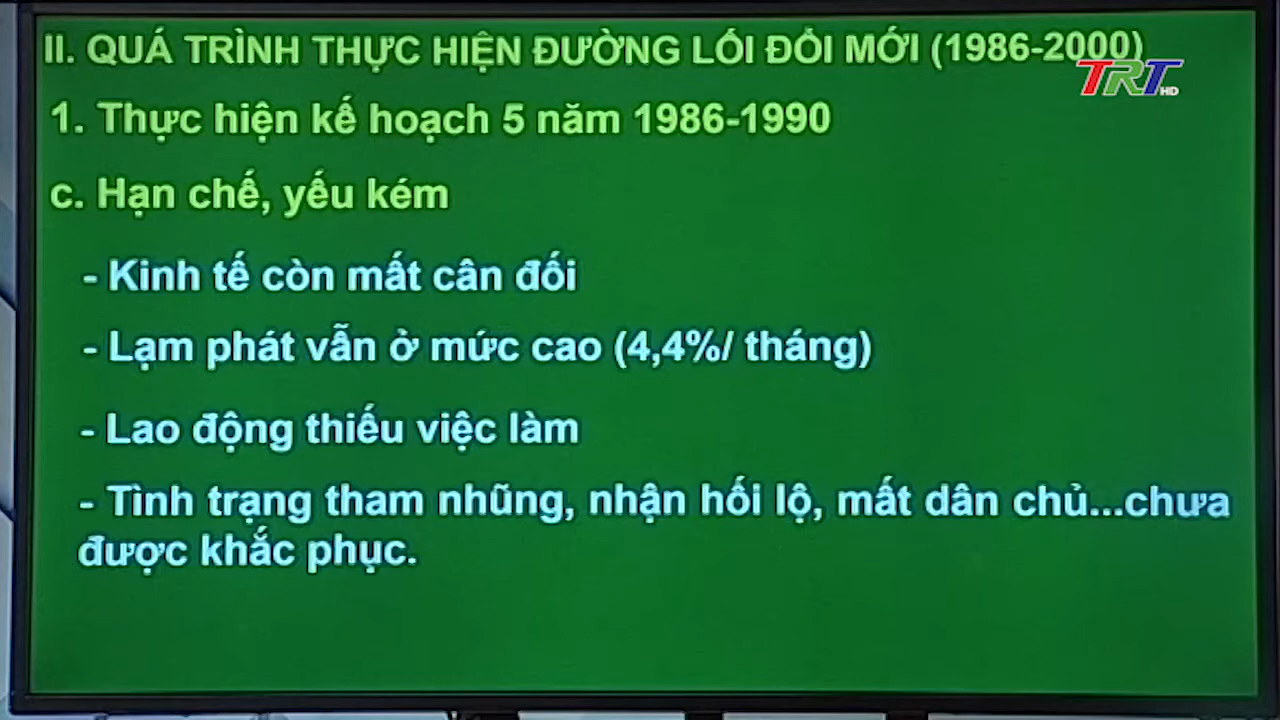 II. QUÁ TRÌNH THỰC HIỆN ĐƯỜNG LỐI ĐỔI MỚI (1986-2000)
TRT HD
1. Thực hiện kế hoạch 5 năm 1986-1990
c. Hạn chế, yếu kém
- Kinh tế còn mất cân đối
- Lạm phát vẫn ở mức cao (4,4%/ tháng)
- Lao động thiếu việc làm
- Tình trạng tham nhũng, nhận hối lộ, mất dân chủ...chưa
được khắc phục.